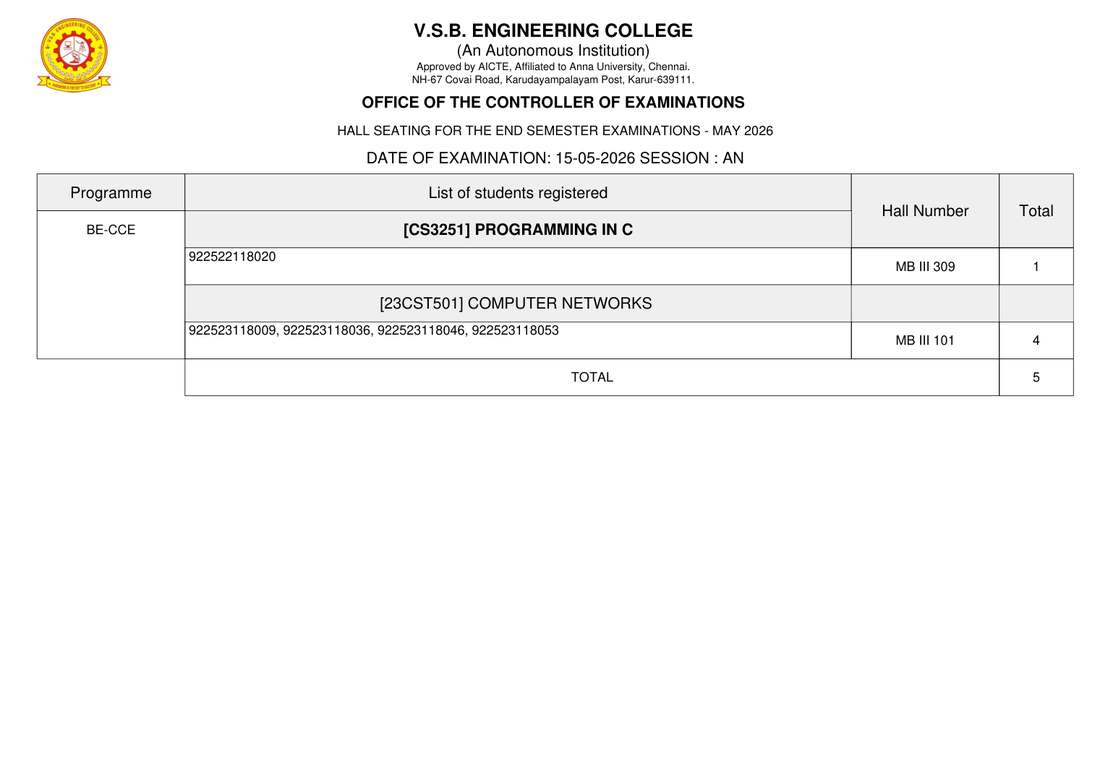 V.S.B. ENGINEERING COLLEGE
(An Autonomous Institution)
Approved by AICTE, Affiliated to Anna University, Chennai.
NH-67 Covai Road, Karudayampalayam Post, Karur-639111.
OFFICE OF THE CONTROLLER OF EXAMINATIONS
HALL SEATING FOR THE END SEMESTER EXAMINATIONS - MAY 2026
DATE OF EXAMINATION: 15-05-2026 SESSION : AN
Programme List of students registered Hall Number Total
BE-CCE [CS3251] PROGRAMMING IN C
922522118020 MB III 309 1
[23CST501] COMPUTER NETWORKS
922523118009, 922523118036, 922523118046, 922523118053 MB III 101 4
TOTAL 5